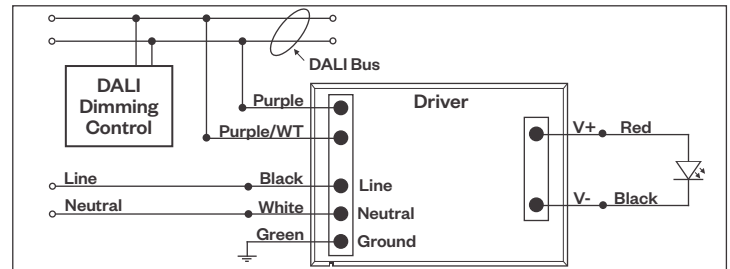 DALI Bus
DALI
Dimming
Control
Driver
Purple
Purple/WT
V+ Red
Line Black Line
V- Black
Neutral White Neutral
Green Ground